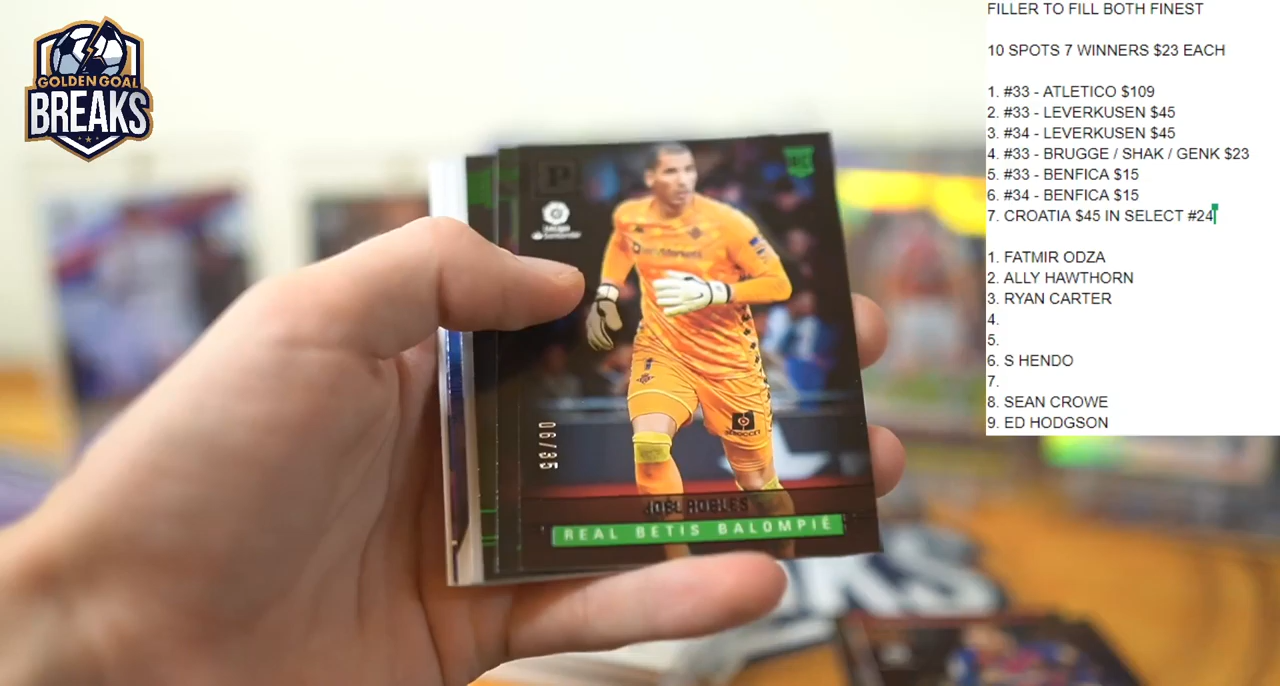 GOLDEN GOAL
BREAKS
FILLER TO FILL BOTH FINEST
10 SPOTS 7 WINNERS $23 EACH
1. #33 - ATLETICO $109
2. #33 - LEVERKUSEN $45
3. #34 - LEVERKUSEN $45
4. #33 - BRUGGE / SHAK / GENK $23
5. #33 - BENFICA $15
6. #34 - BENFICA $15
7. CROATIA $45 IN SELECT #24
1. FATMIR ODZA
2. ALLY HAWTHORN
3. RYAN CARTER
4.
5.
6. S HENDO
7.
8. SEAN CROWE
9. ED HODGSON
P
RC
06/35
JOEL ROBLES
REAL BETIS BALOMPIÉ